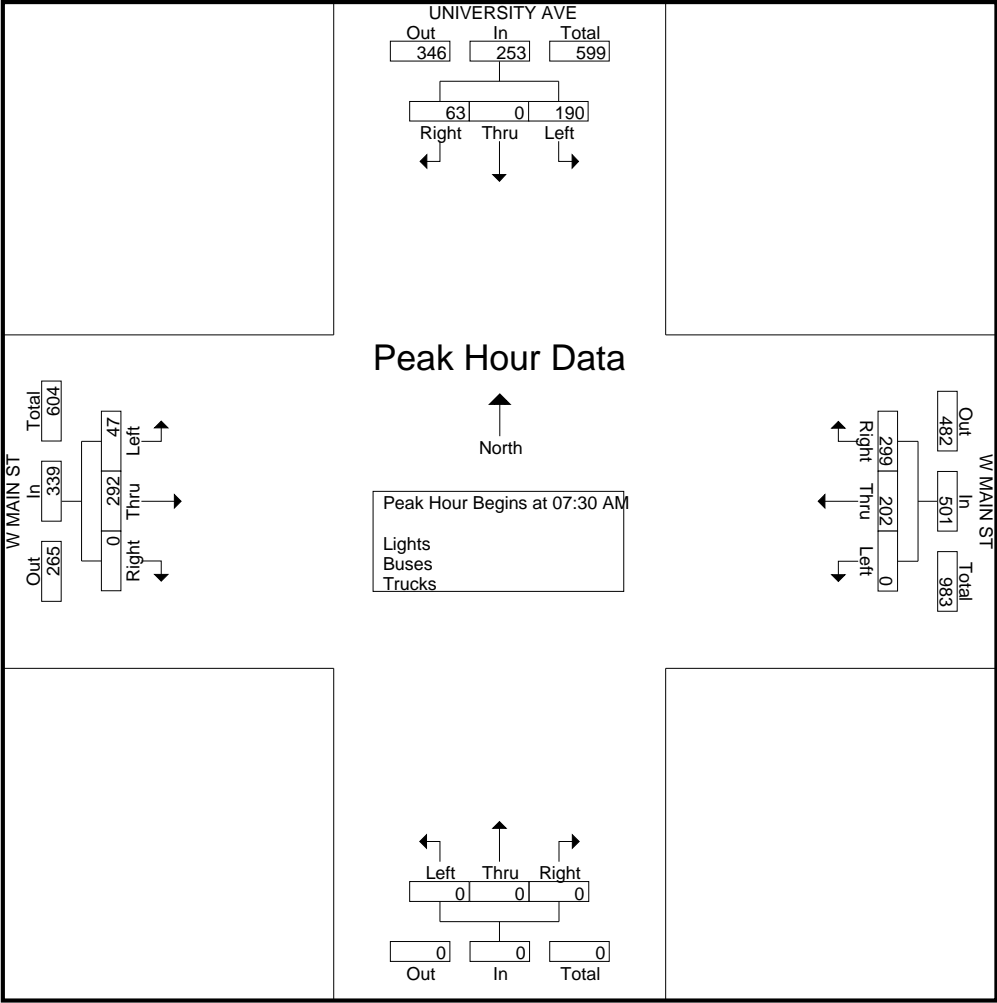 UNIVERSITY AVE
Out In Total
346 253 599
63 0 190
Right Thru Left
Peak Hour Data
North
Peak Hour Begins at 07:30 AM
Lights
Buses
Trucks
W MAIN ST
Total In Out
604 339 265
47 292 0
Left Thru Right
W MAIN ST
Out In Total
482 501 983
299 202 0
Right Thru Left
Left Thru Right
0 0 0
0 0 0
Out In Total